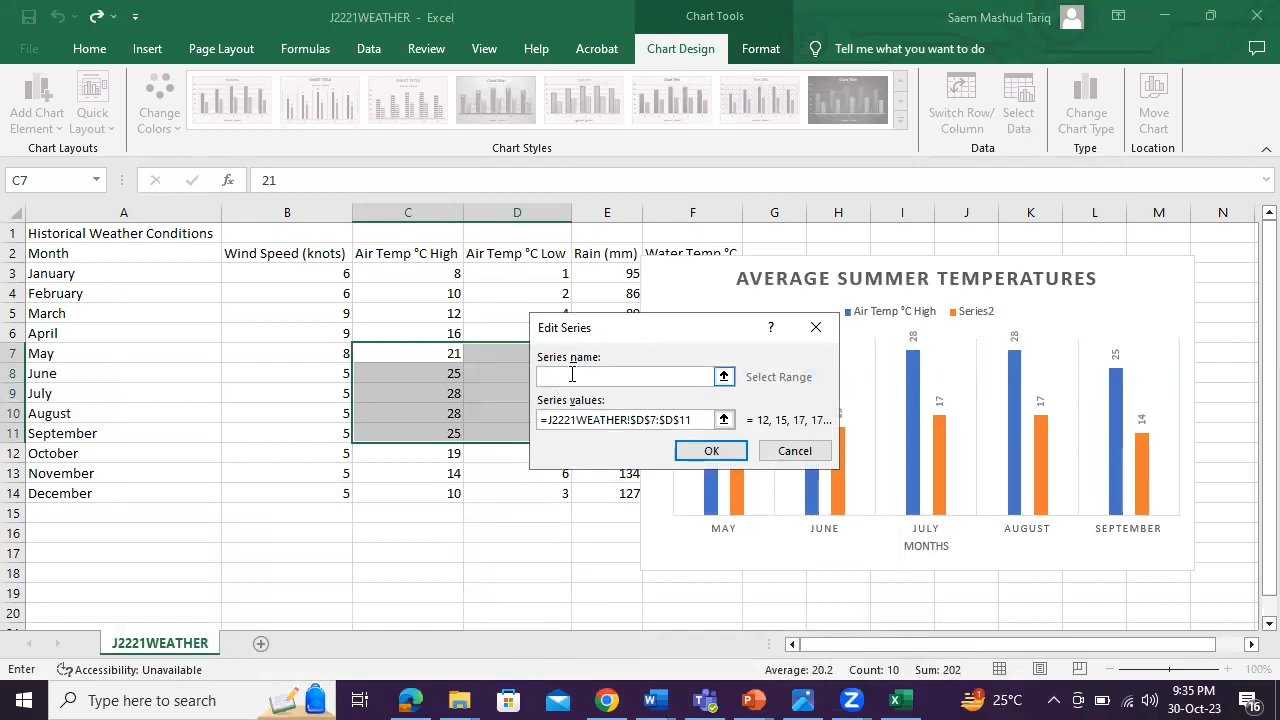 J2221WEATHER - Excel
Chart Tools
Saem Mashud Tariq
File Home Insert Page Layout Formulas Data Review View Help Acrobat Chart Design Format Tell me what you want to do
Add Chart Element
Quick Layout
Change Colors
Switch Row/ Column
Select Data
Change Chart Type
Move Chart
Chart Layouts
Chart Styles
Data
Type
Location
C7 fx 21
A B C D E F G H I J K L M N
1 Historical Weather Conditions
2 Month Wind Speed (knots) Air Temp °C High Air Temp °C Low Rain (mm) Water Temp °C
3 January 6 8 1 95
4 February 6 10 2 86
5 March 9 12
6 April 9 16
7 May 8 21
8 June 5 25
9 July 5 28
10 August 5 28
11 September 5 25
12 October 5 19
13 November 5 14 6 134
14 December 5 10 3 127
15
16
17
18
19
20
AVERAGE SUMMER TEMPERATURES
Air Temp °C High Series2
28 17 28 17 25 14
MAY JUNE JULY AUGUST SEPTEMBER
MONTHS
Edit Series ?
Series name:
Select Range
Series values:
=J2221WEATHER!$D$7:$D$11 = 12, 15, 17, 17...
OK Cancel
J2221WEATHER
Enter Accessibility: Unavailable Average: 20.2 Count: 10 Sum: 202 100%
Type here to search
25°C
9:35 PM
30-Oct-23
16